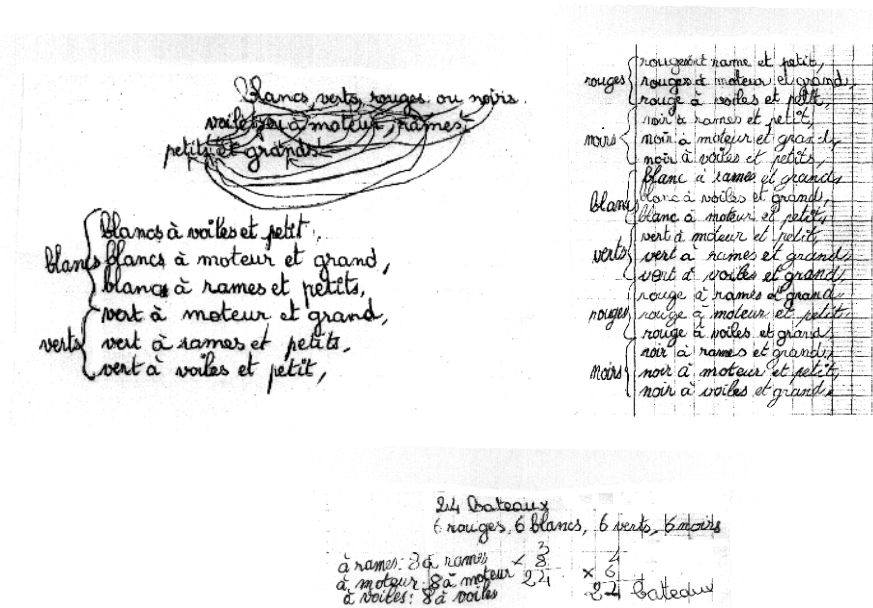 blancs, verts, rouges ou noirs.
voiles ou à moteur, rames,
petits et grands
blancs
blancs à voiles et petit,
blancs à moteur et grand,
blancs à rames et petits,
verts
vert à moteur et grand,
vert à rames et petits,
vert à voiles et petit,
rouges
rouges à rame et petit,
rouges à moteur et grand,
rouge à voiles et petit,
noirs
noir à rames et petit,
noir à moteur et grand,
noir à voiles et petits,
blancs
blanc à rames et grands
blanc à voiles et grand,
blanc à moteur et petits,
verts
vert à moteur et petit,
vert à rames et grand,
vert à voiles et grand,
rouges
rouge à rames et grand
rouge à moteur et petit.
rouge à voiles et grand,
noirs
noir à rames et grand,
noir à moteur et petit,
noir à voiles et grand.
24 bateaux
6 rouges, 6 blancs, 6 verts, 6 noirs
à rames: 8 à rames
à moteur: 8 à moteur
à voiles: 8 à voiles
3
× 8
24
4
× 6
24 bateaux